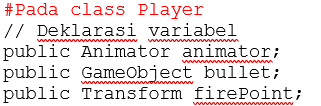 #Pada class Player
// Deklarasi variabel
public Animator animator;
public GameObject bullet;
public Transform firePoint;